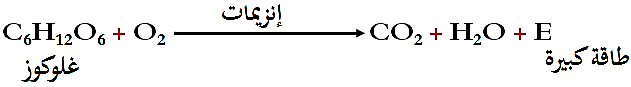 إنزيمات
C₆H₁₂O₆ + O₂ → CO₂ + H₂O + E
غلوكوز طاقة كبيرة